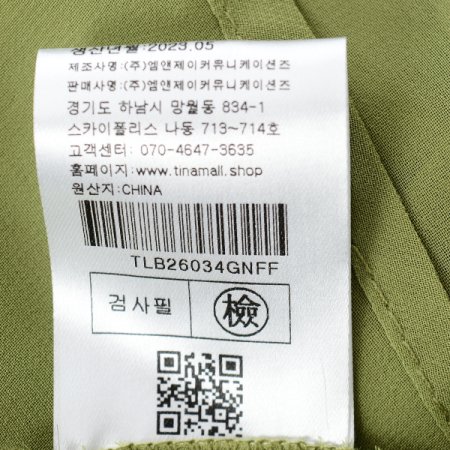 생산년월:2023.05
제조사명:(주)엠앤제이커뮤니케이션즈
판매사명:(주)엠앤제이커뮤니케이션즈
경기도 하남시 망월동 834-1
스카이폴리스 나동 713~714호
고객센터: 070-4647-3635
홈페이지:www.tinamall.shop
원산지:CHINA
TLB26034GNFF
검사필 檢